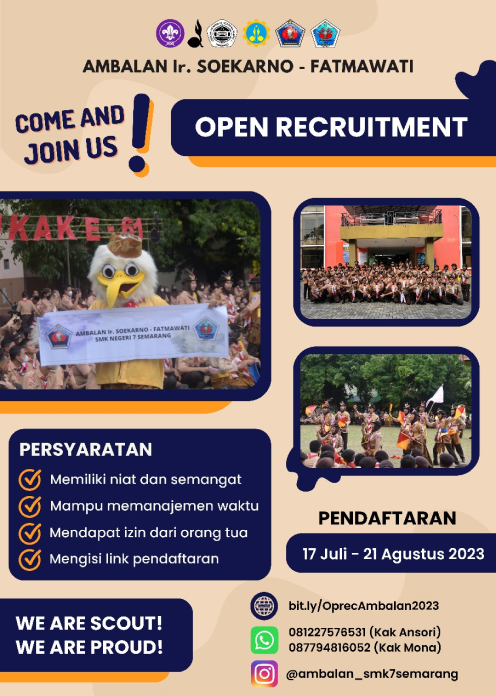 AMBALAN Ir. SOEKARNO - FATMAWATI
COME AND
JOIN US
!
OPEN RECRUITMENT
KAKE-M
AMBALAN Ir. SOEKARNO - FATMAWATI
SMK NEGERI 7 SEMARANG
PERSYARATAN
Memiliki niat dan semangat
Mampu memanajemen waktu
Mendapat izin dari orang tua
Mengisi link pendaftaran
PENDAFTARAN
17 Juli - 21 Agustus 2023
WE ARE SCOUT!
WE ARE PROUD!
bit.ly/OprecAmbalan2023
081227576531 (Kak Ansori)
087794816052 (Kak Mona)
@ambalan_smk7semarang